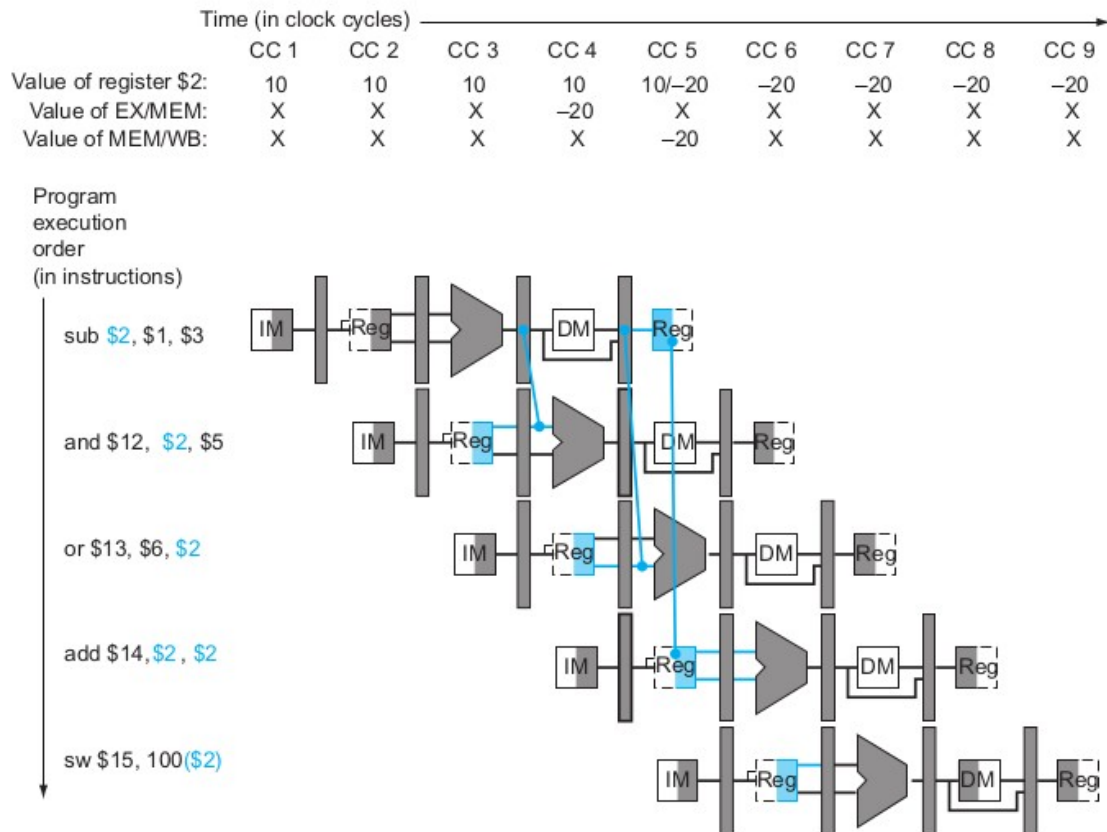 Time (in clock cycles)
CC 1 CC 2 CC 3 CC 4 CC 5 CC 6 CC 7 CC 8 CC 9
Value of register $2: 10 10 10 10 10/–20 –20 –20 –20 –20
Value of EX/MEM: X X X –20 X X X X X
Value of MEM/WB: X X X X –20 X X X X
Program
execution
order
(in instructions)
sub $2, $1, $3 IM Reg DM Reg
and $12, $2, $5 IM Reg DM Reg
or $13, $6, $2 IM Reg DM Reg
add $14,$2 , $2 IM Reg DM Reg
sw $15, 100($2) IM Reg DM Reg